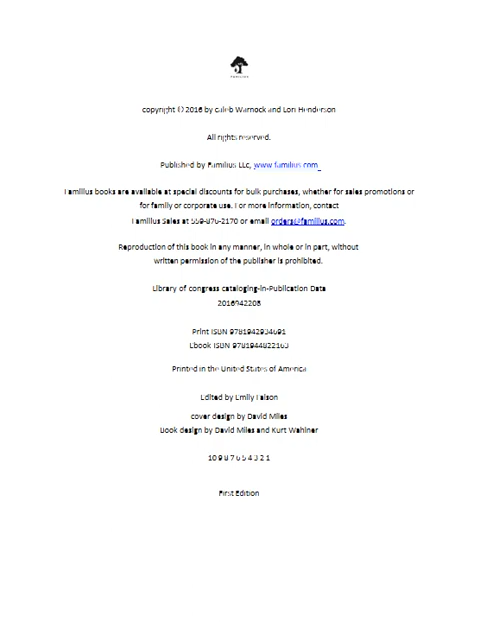 FAMILIUS
copyright © 2016 by caleb Warnock and Lori Henderson
All rights reserved.
Published by Familius LLc, www.familius.com
Familius books are available at special discounts for bulk purchases, whether for sales promotions or
for family or corporate use. For more information, contact
Familius Sales at 559-876-2170 or email orders@familius.com.
Reproduction of this book in any manner, in whole or in part, without
written permission of the publisher is prohibited.
Library of congress cataloging-in-Publication Data
2016942208
Print ISBN 9781942934691
Ebook ISBN 9781944822163
Printed in the United States of America
Edited by Emily Faison
cover design by David Miles
Book design by David Miles and Kurt Wahlner
10 9 8 7 6 5 4 3 2 1
First Edition